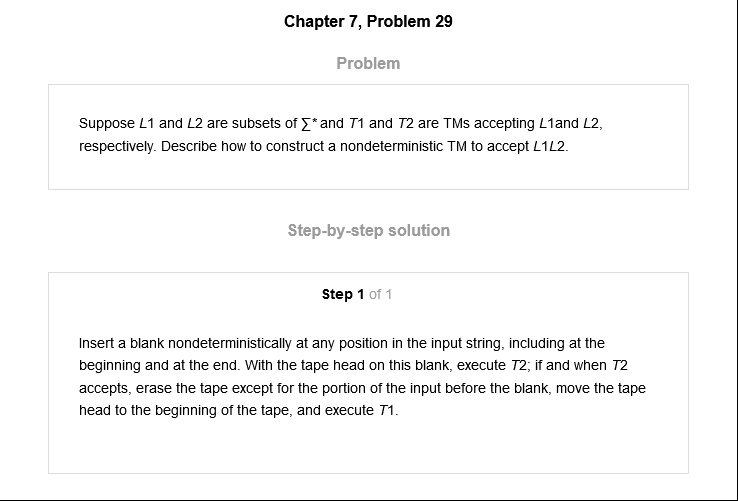 Chapter 7, Problem 29
Problem
Suppose L1 and L2 are subsets of ∑* and T1 and T2 are TMs accepting L1and L2,
respectively. Describe how to construct a nondeterministic TM to accept L1L2.
Step-by-step solution
Step 1 of 1
Insert a blank nondeterministically at any position in the input string, including at the
beginning and at the end. With the tape head on this blank, execute T2; if and when T2
accepts, erase the tape except for the portion of the input before the blank, move the tape
head to the beginning of the tape, and execute T1.